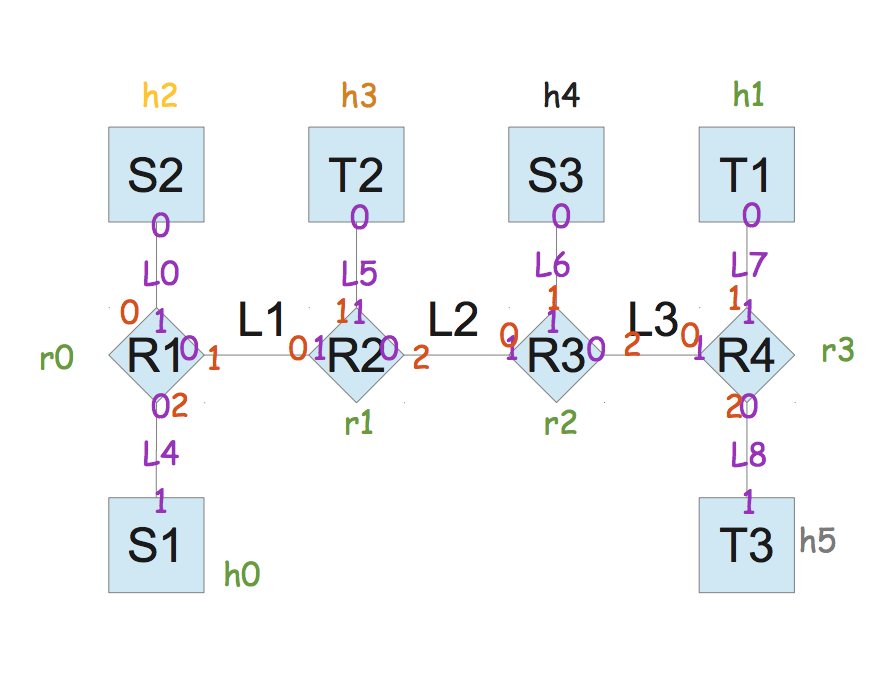 h2 h3 h4 h1
S2 T2 S3 T1
0 0 0 0
L0 L5 L6 L7
0 1 L1 1 1 L2 1 1 L3 1 1
r0 R1 0 1 0 1 R2 0 2 0 1 R3 0 2 0 1 R4 r3
0 2 r1 r2 2 0
L4 L8
1 1
S1 T3 h5
h0